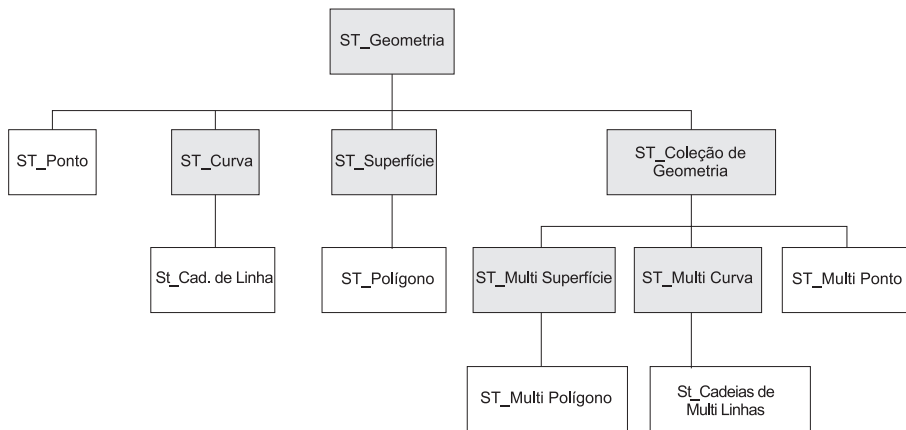 ST_Geometria
ST_Ponto
ST_Curva
ST_Superfície
ST_Coleção de
Geometria
St_Cad. de Linha
ST_Polígono
ST_Multi Superfície
ST_Multi Curva
ST_Multi Ponto
ST_Multi Polígono
St_Cadeias de
Multi Linhas